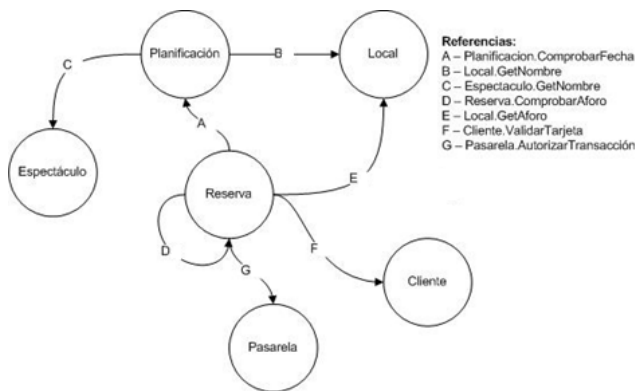 Planificación
B
Local
C
Referencias:
A – Planificacion.ComprobarFecha
B – Local.GetNombre
C – Espectaculo.GetNombre
D – Reserva.ComprobarAforo
E – Local.GetAforo
F – Cliente.ValidarTarjeta
G – Pasarela.AutorizarTransacción
A
Espectáculo
Reserva
E
D
F
G
Cliente
Pasarela